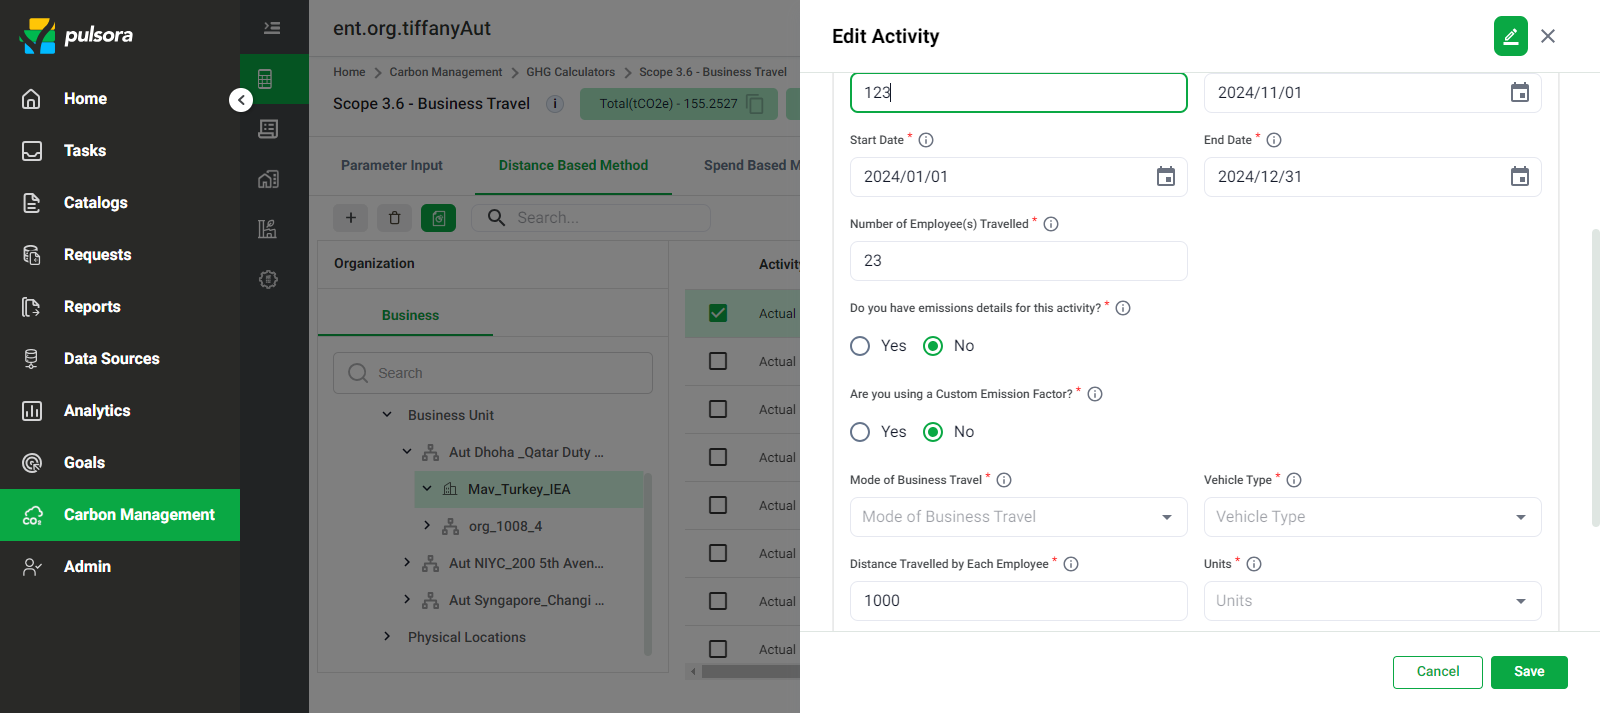 pulsora
Home
Tasks
Catalogs
Requests
Reports
Data Sources
Analytics
Goals
Carbon Management
Admin
ent.org.tiffanyAut
Home > Carbon Management > GHG Calculators > Scope 3.6 - Business Travel
Scope 3.6 - Business Travel
Total(tCO2e) - 155.2527
Parameter Input
Distance Based Method
Spend Based M
Search...
Organization
Business
Search
Business Unit
Aut Dhoha _Qatar Duty ...
Mav_Turkey_IEA
org_1008_4
Aut NIYC_200 5th Aven...
Aut Syngapore_Changi ...
Physical Locations
Activity
Actual
Actual
Actual
Actual
Actual
Actual
Actual
Actual
Edit Activity
123
2024/11/01
Start Date *
End Date *
2024/01/01
2024/12/31
Number of Employee(s) Travelled *
23
Do you have emissions details for this activity? *
Yes No
Are you using a Custom Emission Factor? *
Yes No
Mode of Business Travel *
Vehicle Type *
Mode of Business Travel
Vehicle Type
Distance Travelled by Each Employee *
Units *
1000
Units
Cancel
Save